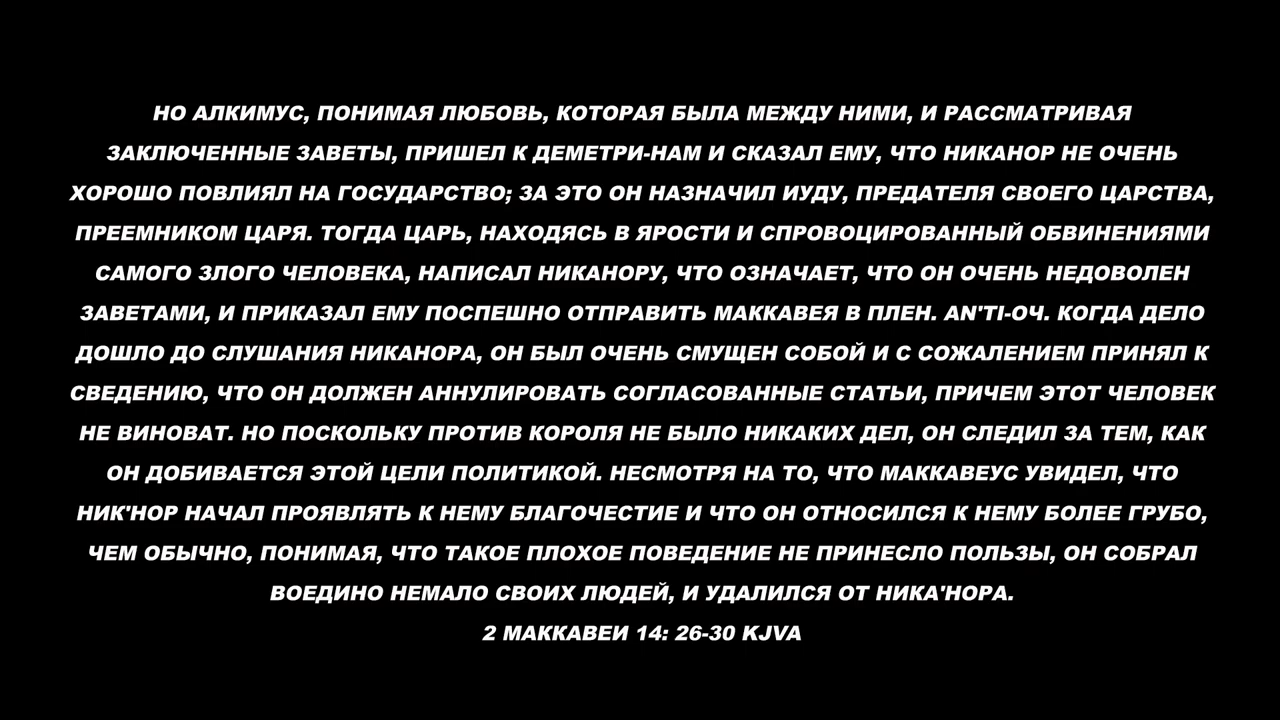 НО АЛКИМУС, ПОНИМАЯ ЛЮБОВЬ, КОТОРАЯ БЫЛА МЕЖДУ НИМИ, И РАССМАТРИВАЯ
ЗАКЛЮЧЕННЫЕ ЗАВЕТЫ, ПРИШЕЛ К ДЕМЕТРИ-НАМ И СКАЗАЛ ЕМУ, ЧТО НИКАНОР НЕ ОЧЕНЬ
ХОРОШО ПОВЛИЯЛ НА ГОСУДАРСТВО; ЗА ЭТО ОН НАЗНАЧИЛ ИУДУ, ПРЕДАТЕЛЯ СВОЕГО ЦАРСТВА,
ПРЕЕМНИКОМ ЦАРЯ. ТОГДА ЦАРЬ, НАХОДЯСЬ В ЯРОСТИ И СПРОВОЦИРОВАННЫЙ ОБВИНЕНИЯМИ
САМОГО ЗЛОГО ЧЕЛОВЕКА, НАПИСАЛ НИКАНОРУ, ЧТО ОЗНАЧАЕТ, ЧТО ОН ОЧЕНЬ НЕДОВОЛЕН
ЗАВЕТАМИ, И ПРИКАЗАЛ ЕМУ ПОСПЕШНО ОТПРАВИТЬ МАККАВЕЯ В ПЛЕН. AN'TI-ОЧ. КОГДА ДЕЛО
ДОШЛО ДО СЛУШАНИЯ НИКАНОРА, ОН БЫЛ ОЧЕНЬ СМУЩЕН СОБОЙ И С СОЖАЛЕНИЕМ ПРИНЯЛ К
СВЕДЕНИЮ, ЧТО ОН ДОЛЖЕН АННУЛИРОВАТЬ СОГЛАСОВАННЫЕ СТАТЬИ, ПРИЧЕМ ЭТОТ ЧЕЛОВЕК
НЕ ВИНОВАТ. НО ПОСКОЛЬКУ ПРОТИВ КОРОЛЯ НЕ БЫЛО НИКАКИХ ДЕЛ, ОН СЛЕДИЛ ЗА ТЕМ, КАК
ОН ДОБИВАЕТСЯ ЭТОЙ ЦЕЛИ ПОЛИТИКОЙ. НЕСМОТРЯ НА ТО, ЧТО МАККАВЕУС УВИДЕЛ, ЧТО
НИК'НОР НАЧАЛ ПРОЯВЛЯТЬ К НЕМУ БЛАГОЧЕСТИЕ И ЧТО ОН ОТНОСИЛСЯ К НЕМУ БОЛЕЕ ГРУБО,
ЧЕМ ОБЫЧНО, ПОНИМАЯ, ЧТО ТАКОЕ ПЛОХОЕ ПОВЕДЕНИЕ НЕ ПРИНЕСЛО ПОЛЬЗЫ, ОН СОБРАЛ
ВОЕДИНО НЕМАЛО СВОИХ ЛЮДЕЙ, И УДАЛИЛСЯ ОТ НИКА'НОРА.
2 МАККАВЕИ 14: 26-30 KJVA